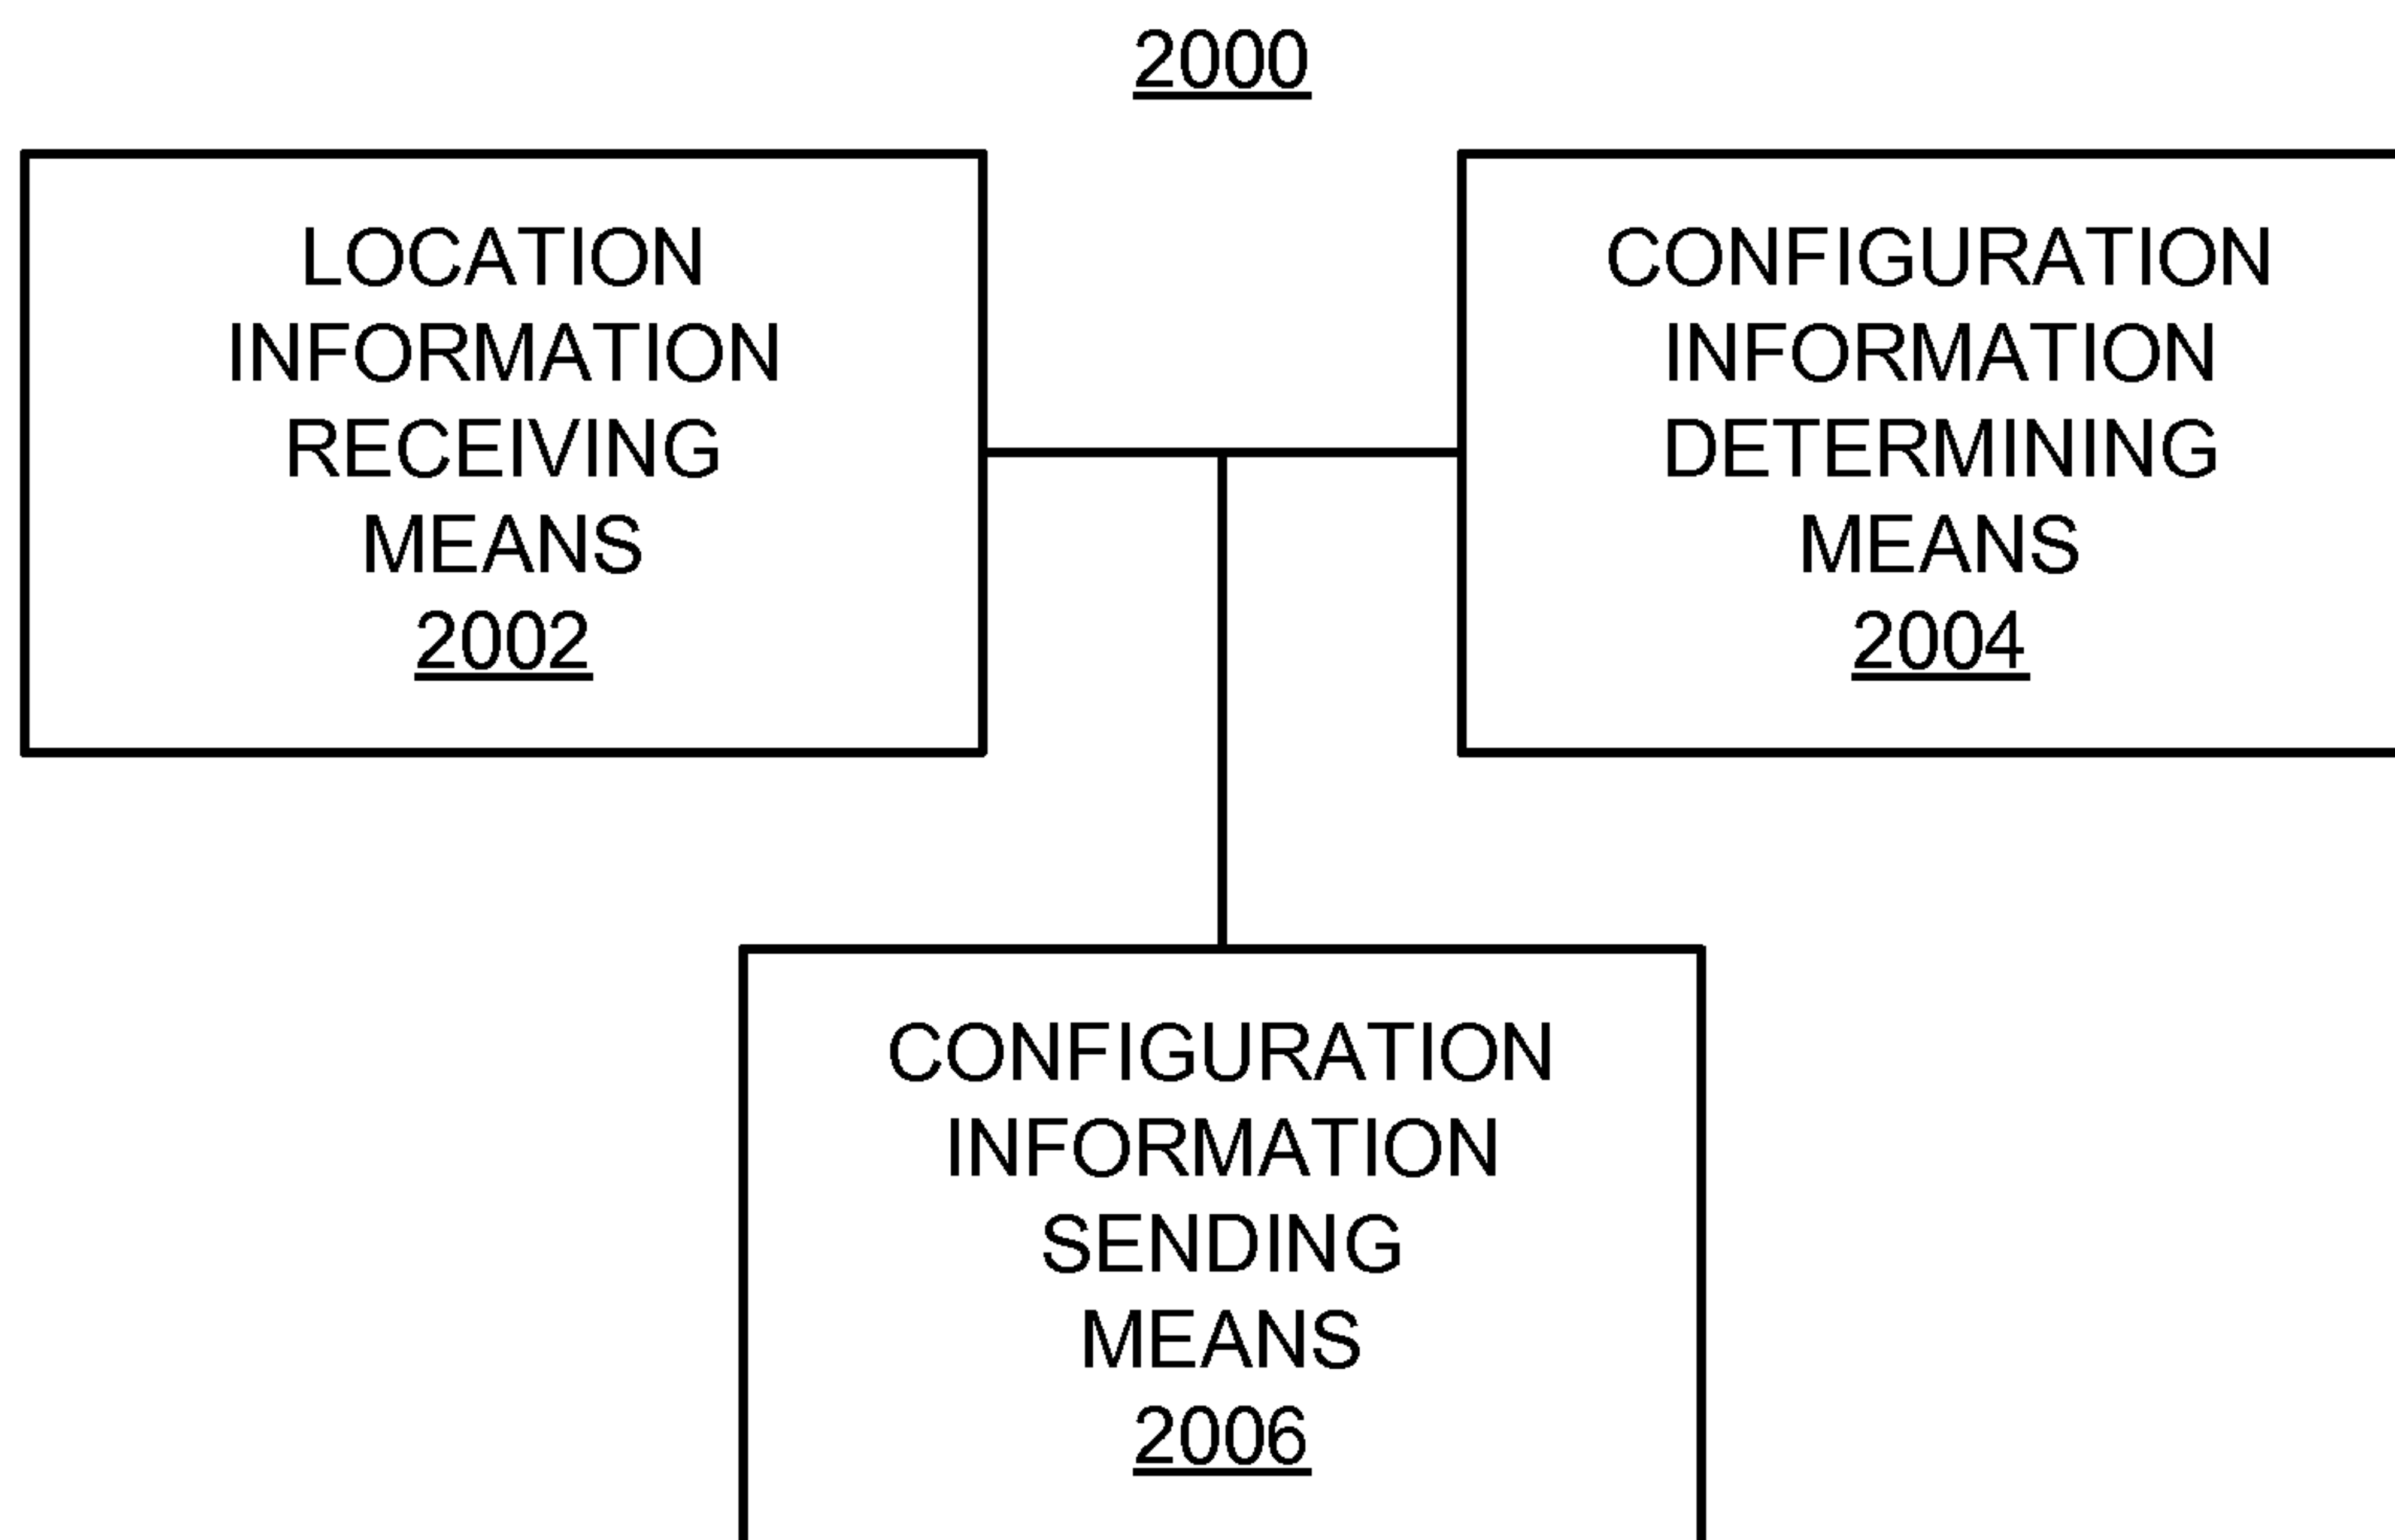 2000
LOCATION
INFORMATION
RECEIVING
MEANS
2002
CONFIGURATION
INFORMATION
DETERMINING
MEANS
2004
CONFIGURATION
INFORMATION
SENDING
MEANS
2006